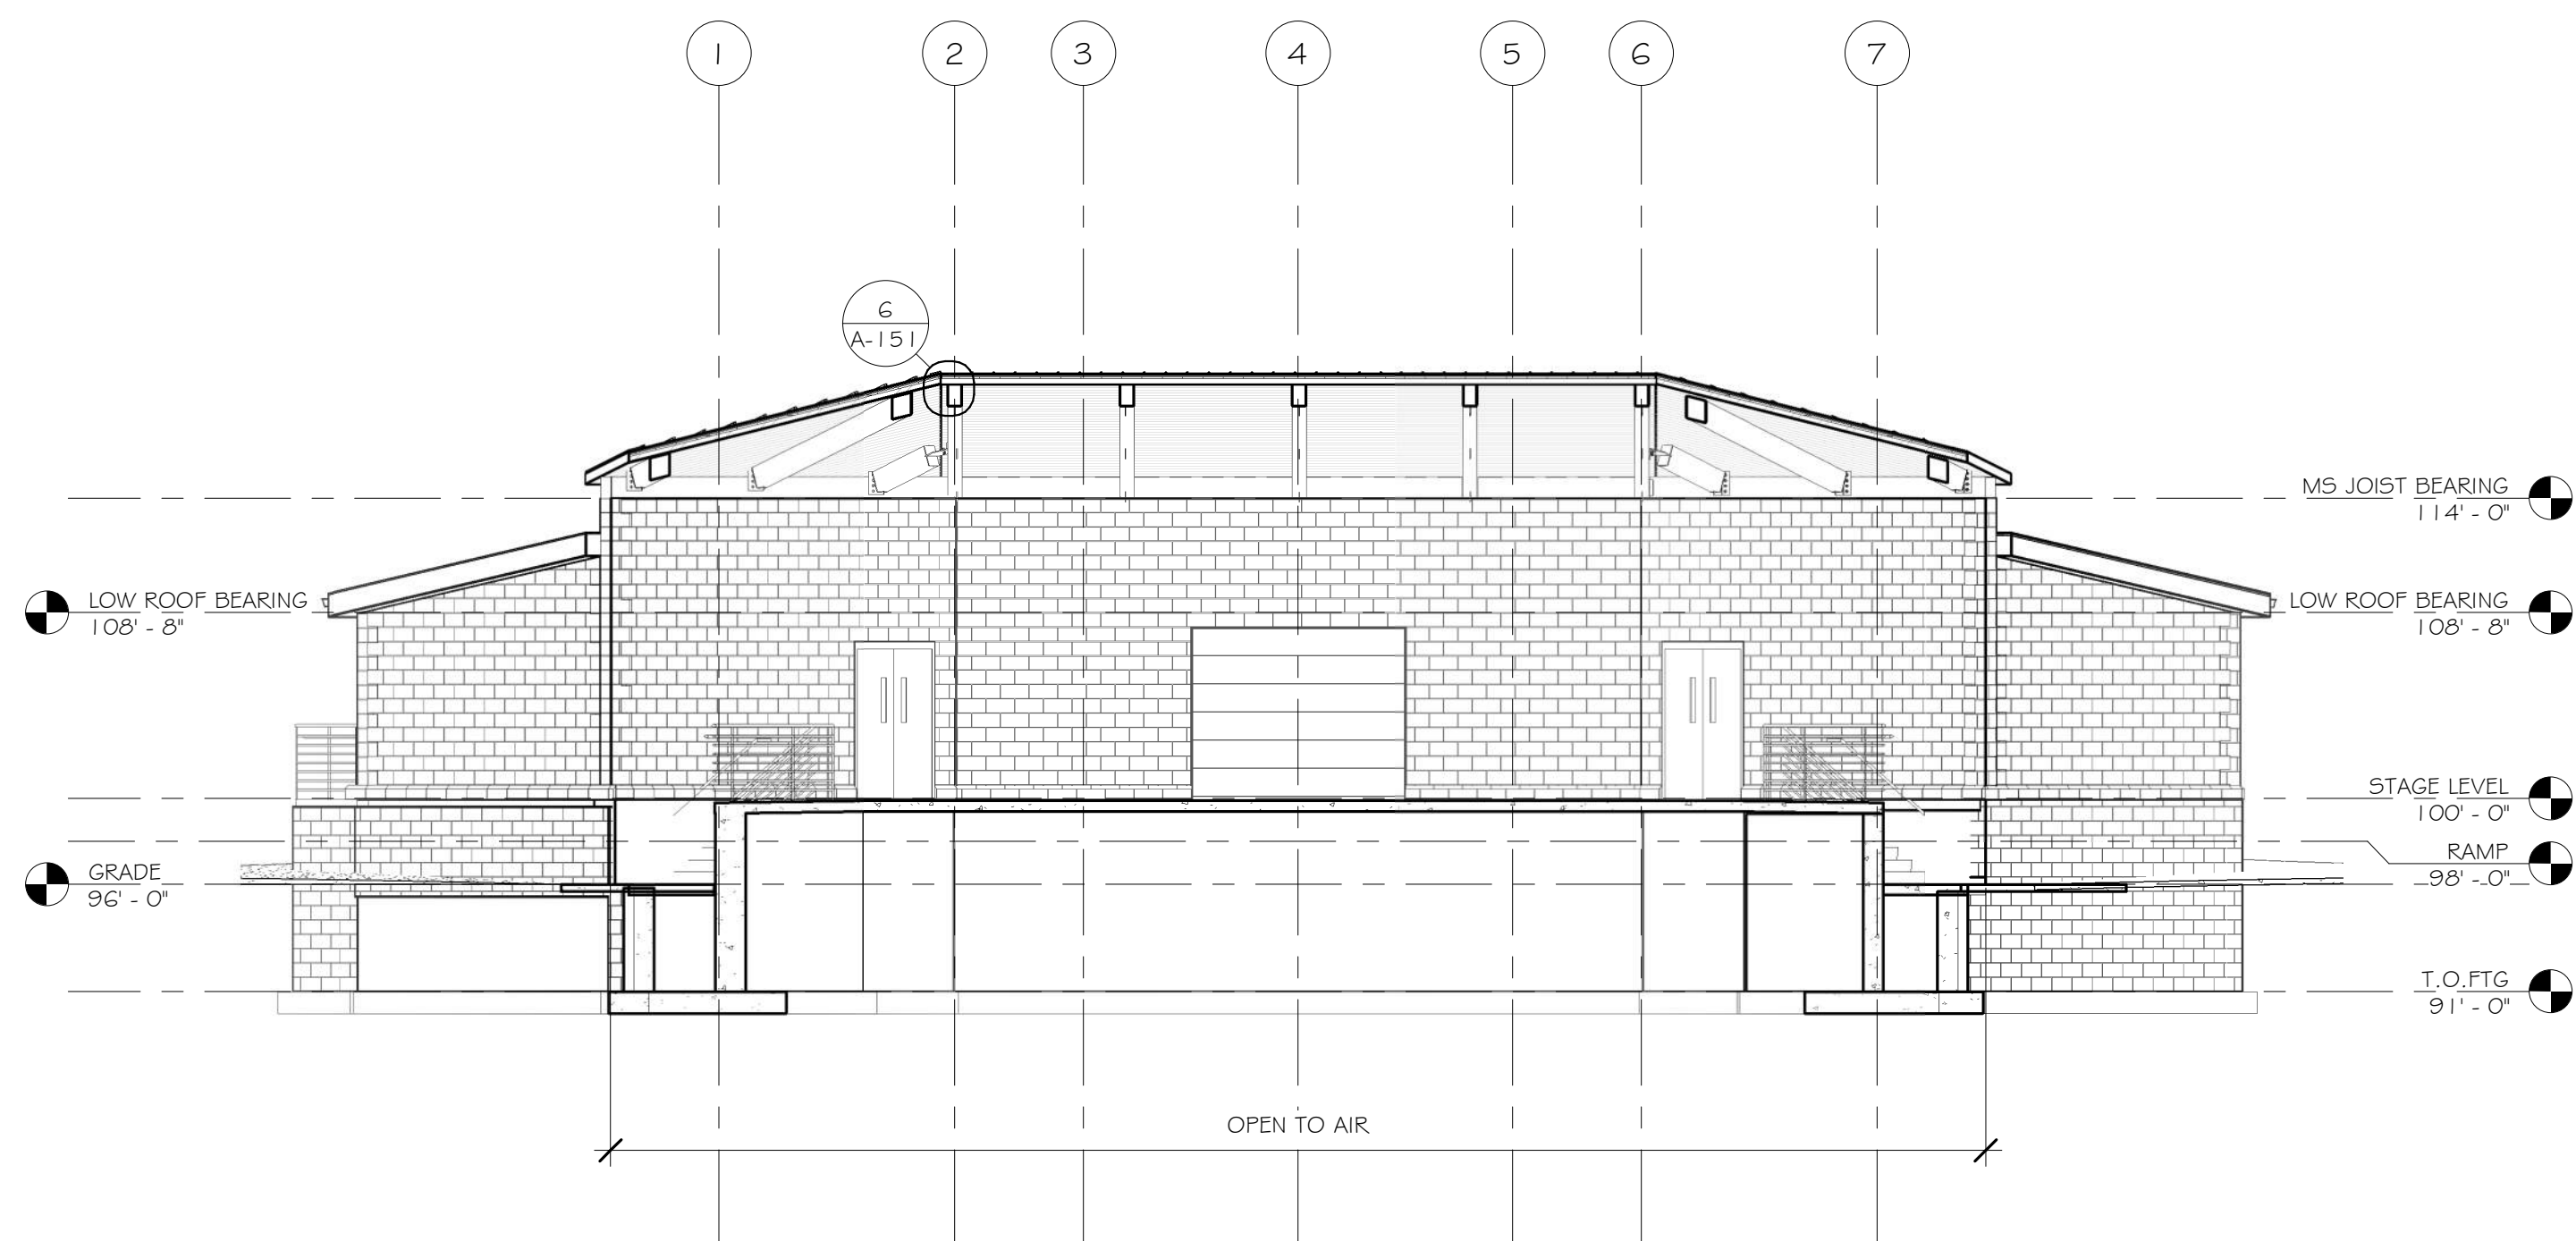 1 2 3 4 5 6 7
6
A-151
MS JOIST BEARING
114' - 0"
LOW ROOF BEARING
108' - 8"
LOW ROOF BEARING
108' - 8"
STAGE LEVEL
100' - 0"
GRADE
96' - 0"
RAMP
98' - 0"
T.O.FTG
91' - 0"
OPEN TO AIR